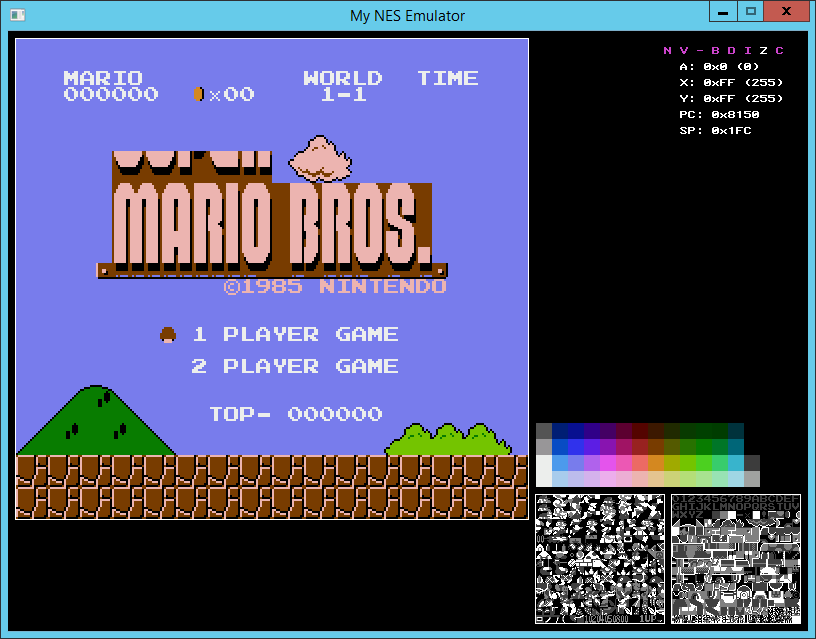 My NES Emulator
MARIO WORLD TIME
000000 ×00 1-1
SUPER
MARIO BROS.
©1985 NINTENDO
1 PLAYER GAME
2 PLAYER GAME
TOP- 000000
N V - B D I Z C
A: 0x0 (0)
X: 0xFF (255)
Y: 0xFF (255)
PC: 0x8150
SP: 0x1FC
0123456789ABCDEF
GHIJKLMNOPQRSTUV
WXYZ